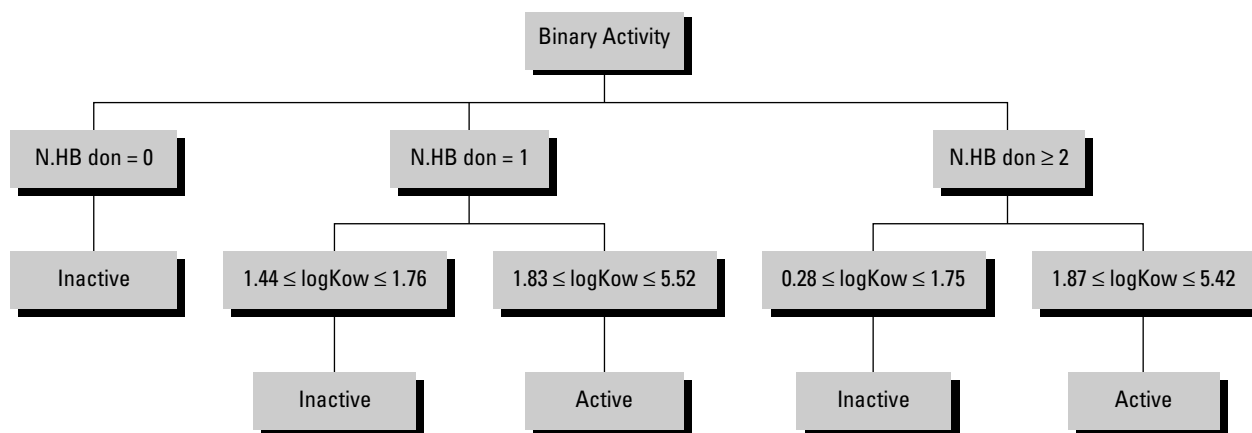 Binary Activity
N.HB don = 0
N.HB don = 1
N.HB don ≥ 2
Inactive
1.44 ≤ logKow ≤ 1.76
1.83 ≤ logKow ≤ 5.52
0.28 ≤ logKow ≤ 1.75
1.87 ≤ logKow ≤ 5.42
Inactive
Active
Inactive
Active